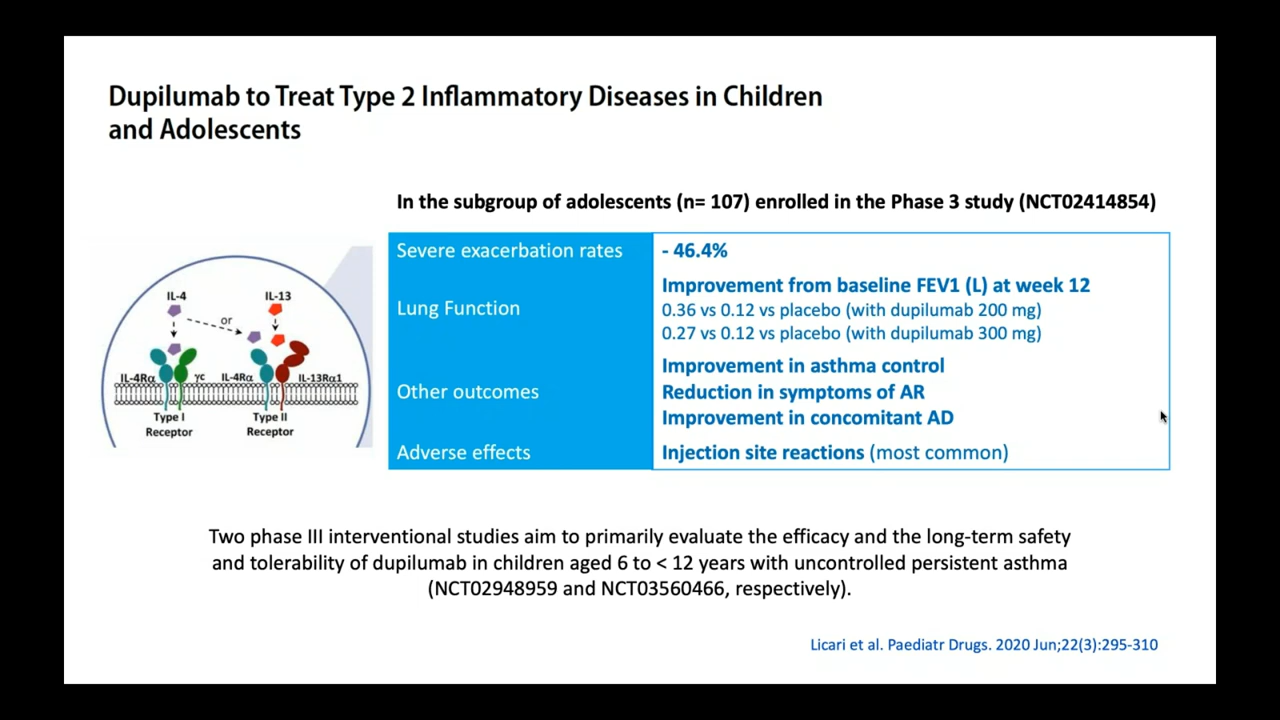 Dupilumab to Treat Type 2 Inflammatory Diseases in Children
and Adolescents
In the subgroup of adolescents (n= 107) enrolled in the Phase 3 study (NCT02414854)
Severe exacerbation rates
- 46.4%
Lung Function
Improvement from baseline FEV1 (L) at week 12
0.36 vs 0.12 vs placebo (with dupilumab 200 mg)
0.27 vs 0.12 vs placebo (with dupilumab 300 mg)
Other outcomes
Improvement in asthma control
Reduction in symptoms of AR
Improvement in concomitant AD
Adverse effects
Injection site reactions (most common)
IL-4
IL-13
or
IL-4Rα
γc
IL-4Rα
IL-13Rα1
Type I
Receptor
Type II
Receptor
Two phase III interventional studies aim to primarily evaluate the efficacy and the long-term safety
and tolerability of dupilumab in children aged 6 to < 12 years with uncontrolled persistent asthma
(NCT02948959 and NCT03560466, respectively).
Licari et al. Paediatr Drugs. 2020 Jun;22(3):295-310